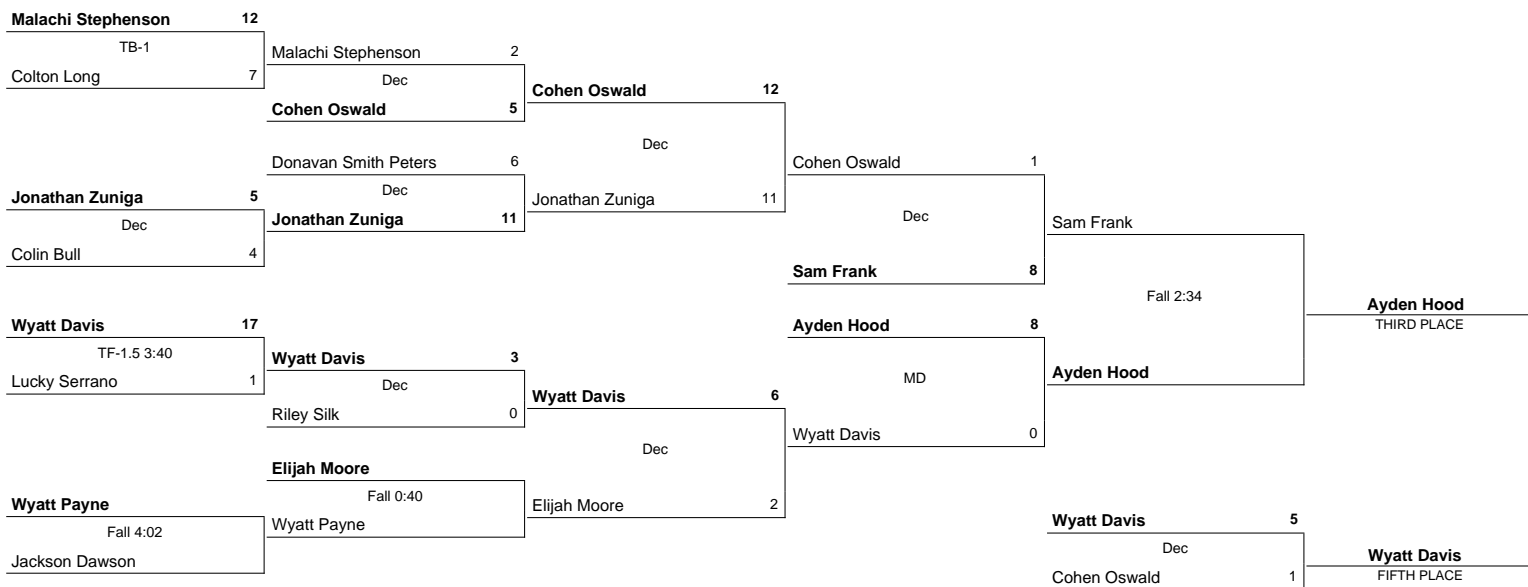 Malachi Stephenson 12
TB-1
Colton Long 7
Jonathan Zuniga 5
Dec
Colin Bull 4
Wyatt Davis 17
TF-1.5 3:40
Lucky Serrano 1
Wyatt Payne
Fall 4:02
Jackson Dawson
Malachi Stephenson 2
Dec
Cohen Oswald 5
Donavan Smith Peters 6
Dec
Jonathan Zuniga 11
Wyatt Davis 3
Dec
Riley Silk 0
Elijah Moore
Fall 0:40
Wyatt Payne
Cohen Oswald 12
Dec
Jonathan Zuniga 11
Wyatt Davis 6
Dec
Elijah Moore 2
Cohen Oswald 1
Dec
Sam Frank 8
Ayden Hood 8
MD
Wyatt Davis 0
Sam Frank
Fall 2:34
Ayden Hood
Ayden Hood
THIRD PLACE
Wyatt Davis 5
Dec
Cohen Oswald 1
Wyatt Davis
FIFTH PLACE